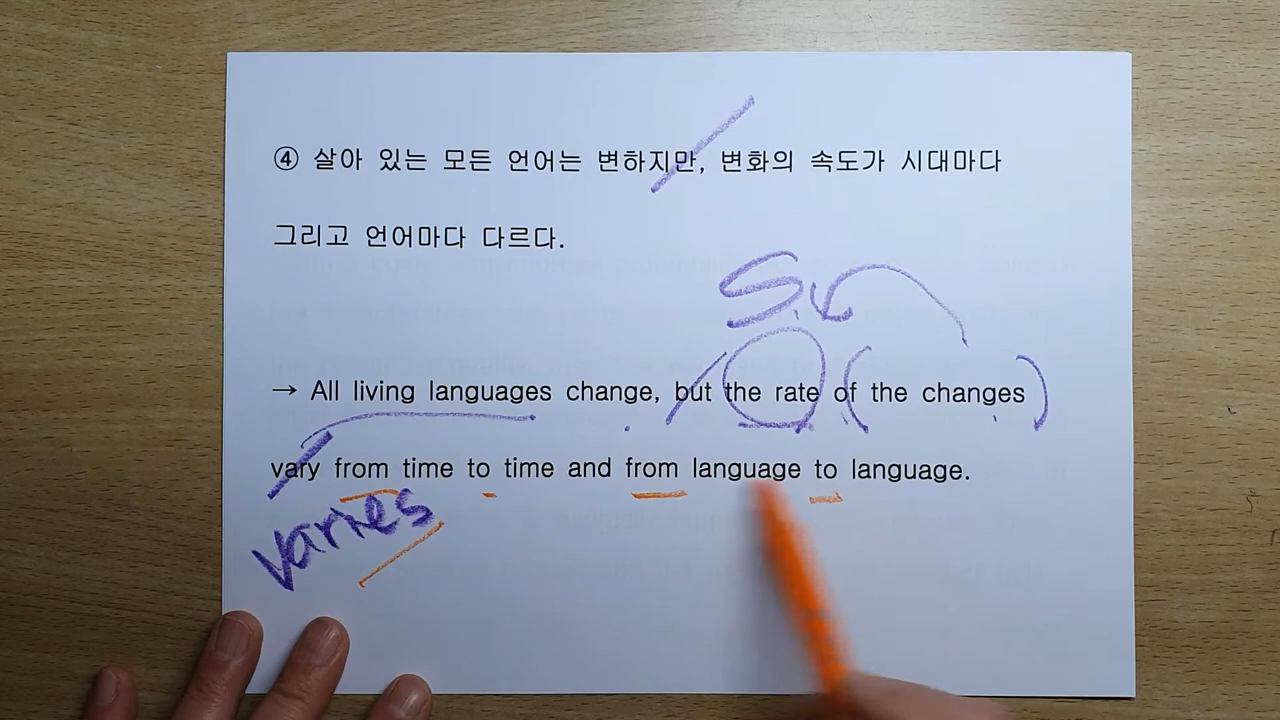 ④ 살아 있는 모든 언어는 변하지만, 변화의 속도가 시대마다
그리고 언어마다 다르다.
S
→ All living languages change, but the rate of the changes
vary from time to time and from language to language.
varies